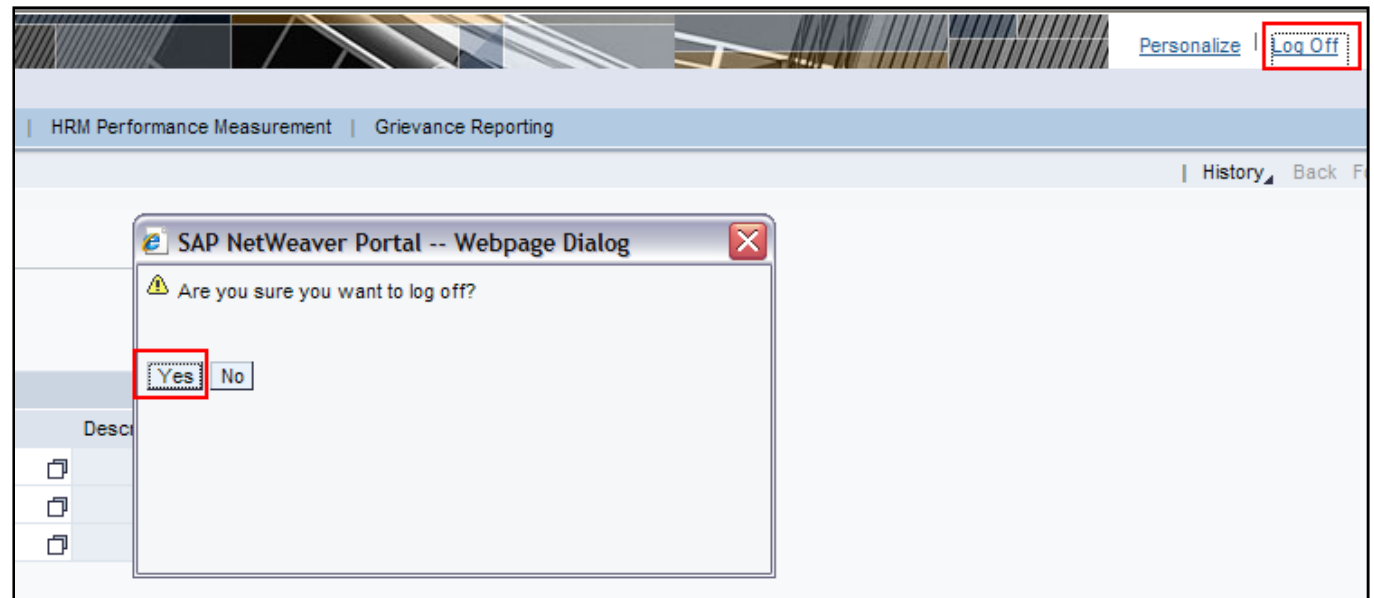 Personalize | Log Off
| HRM Performance Measurement | Grievance Reporting
| History Back
SAP NetWeaver Portal -- Webpage Dialog
Are you sure you want to log off?
Yes No